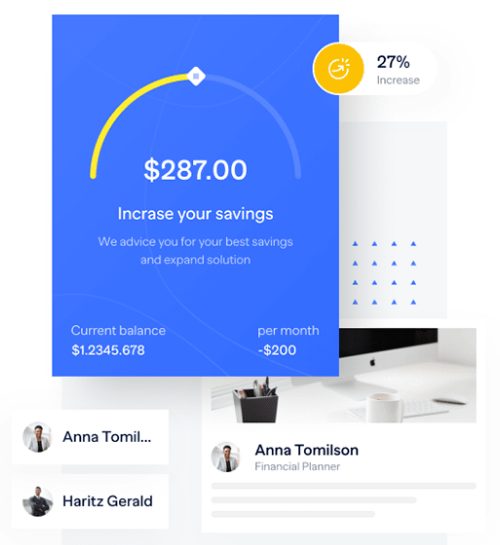 27%
Increase
$287.00
Incrase your savings
We advice you for your best savings
and expand solution
Current balance
per month
$1.2345.678
-$200
Anna Tomil...
Anna Tomilson
Financial Planner
Haritz Gerald